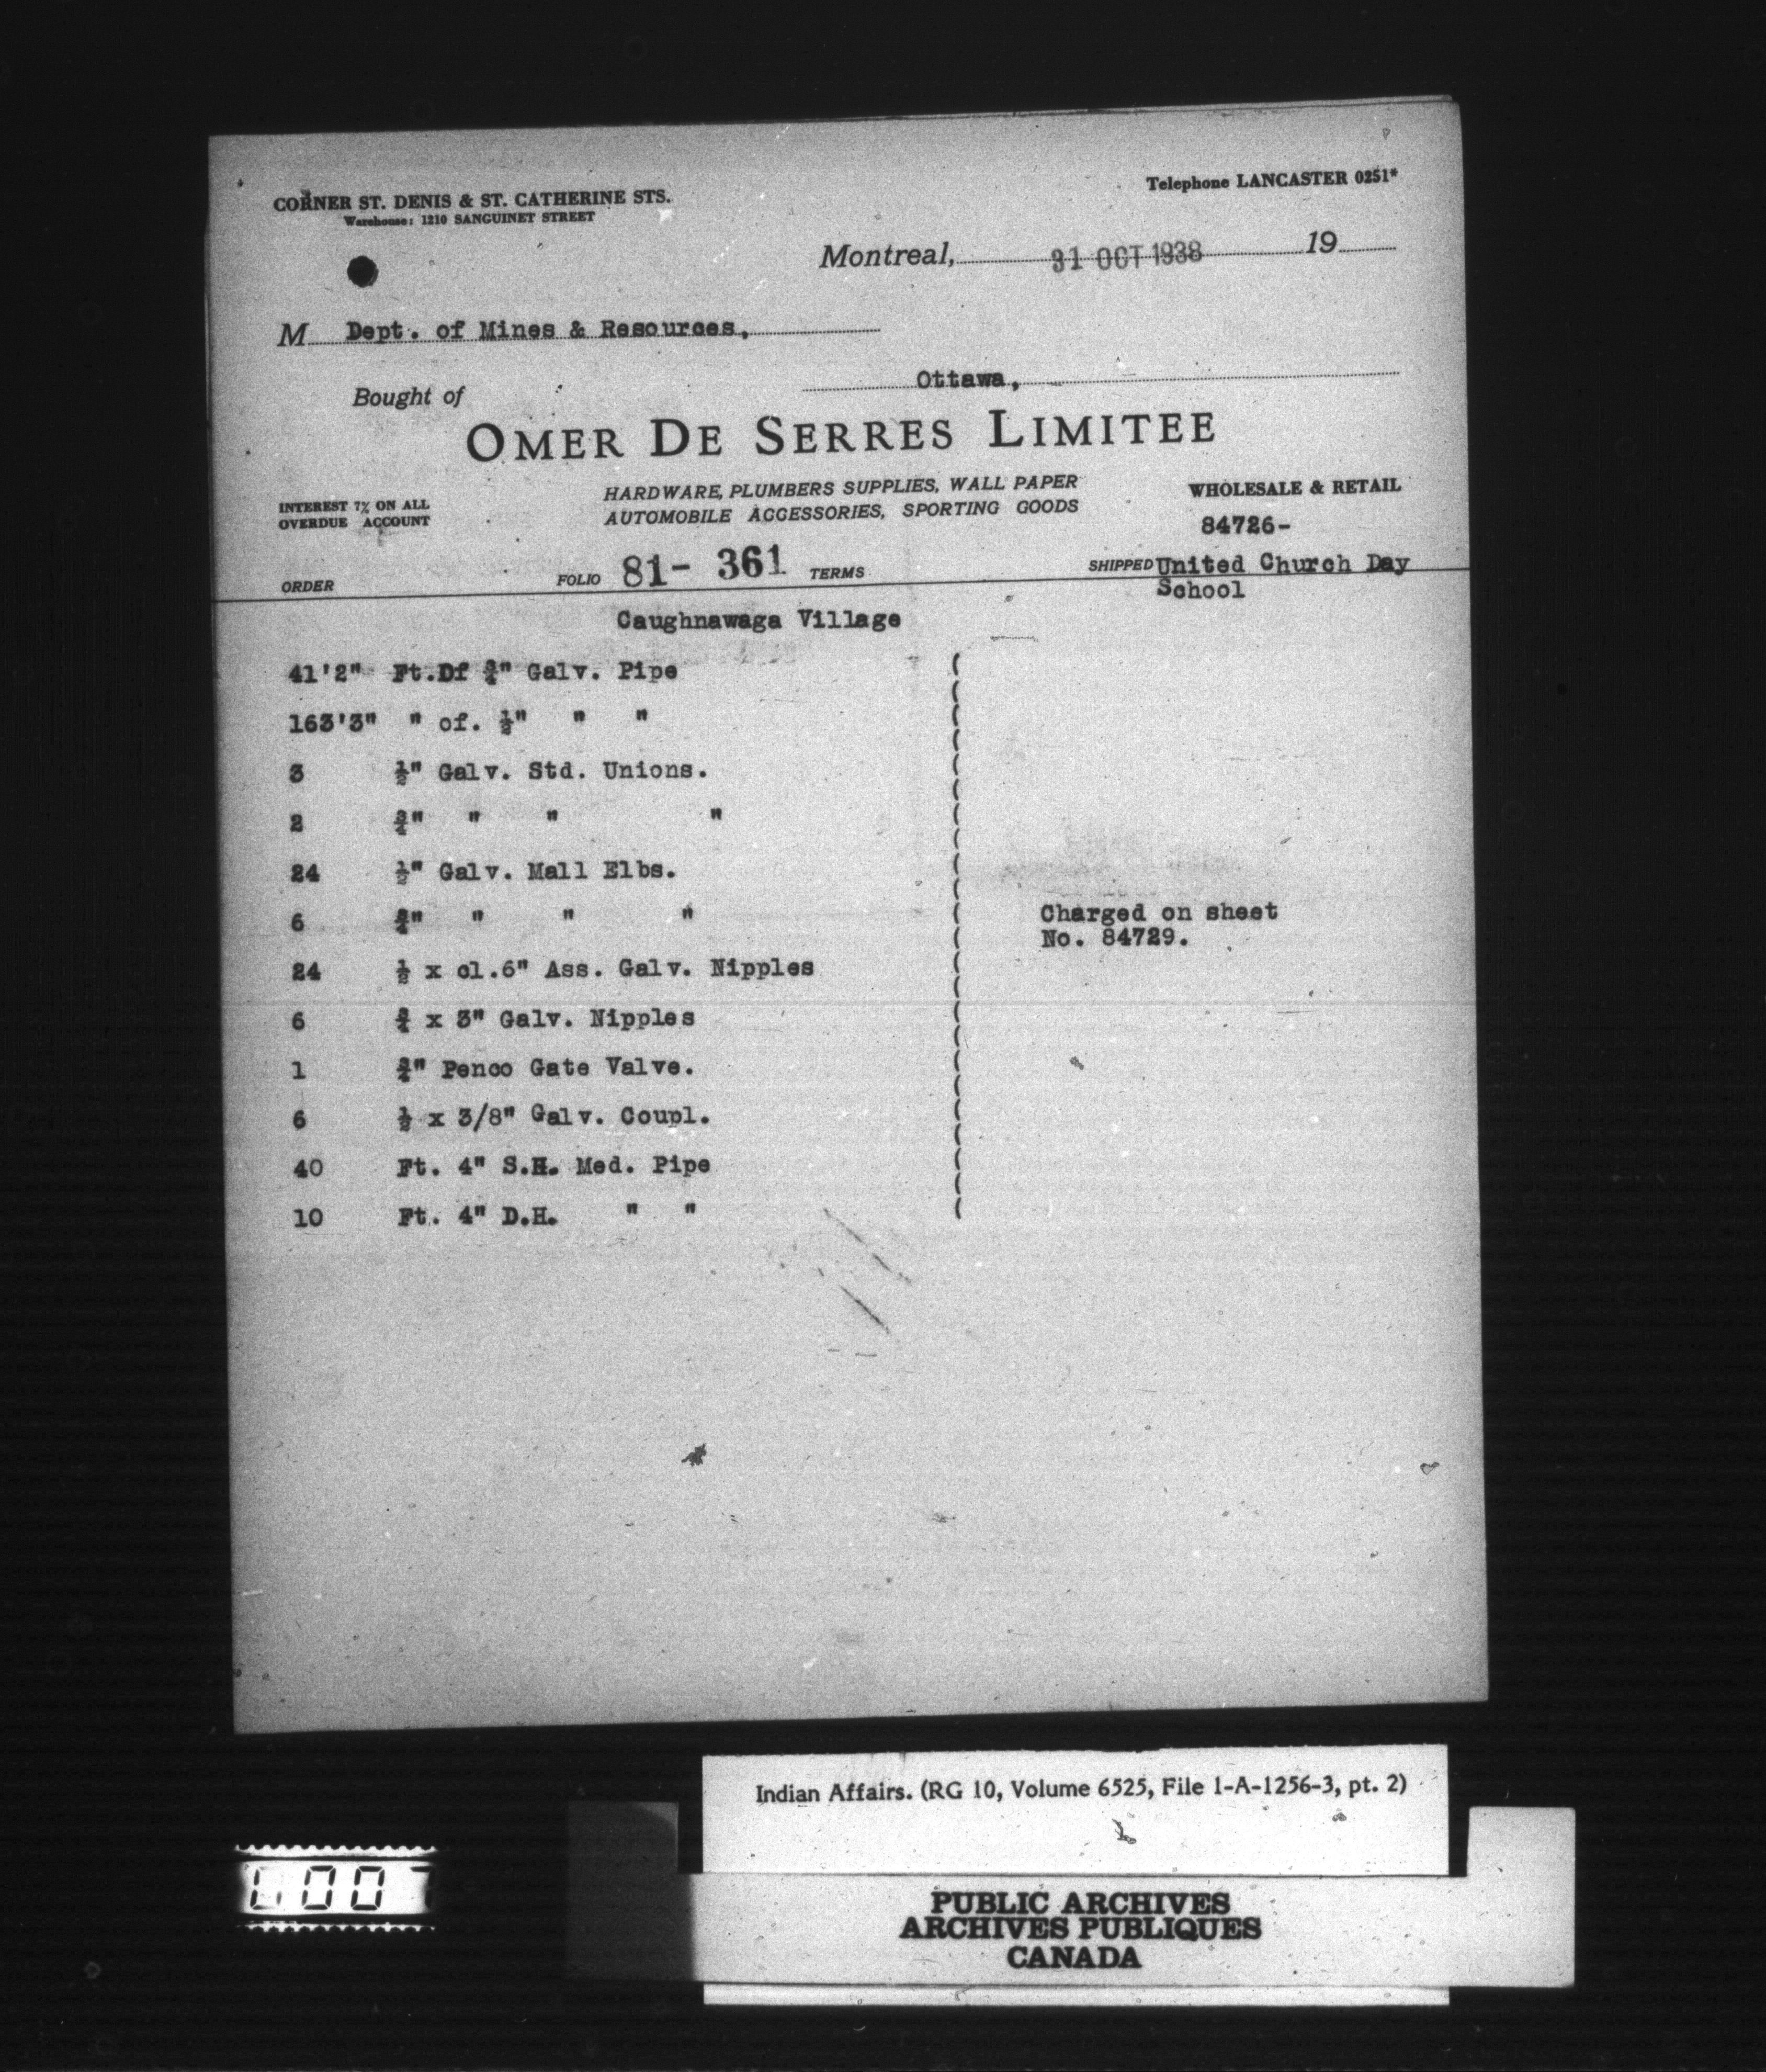 CORNER ST. DENIS & ST. CATHERINE STS.
Warehouse: 1210 SANGUINET STREET
Telephone LANCASTER 0251*
Montreal, 31 OCT 1938 19
M Dept. of Mines & Resources,
Ottawa,
Bought of
OMER DE SERRES LIMITEE
HARDWARE, PLUMBERS SUPPLIES, WALL PAPER
AUTOMOBILE ACCESSORIES, SPORTING GOODS
INTEREST 7% ON ALL
OVERDUE ACCOUNT
WHOLESALE & RETAIL
84726-
ORDER FOLIO 81- 361 TERMS SHIPPED United Church Day
School
Caughnawaga Village
41'2" Ft.Df ¾" Galv. Pipe
163'3" " of. ½" " "
3 ½" Galv. Std. Unions.
2 ¾" " " "
24 ½" Galv. Mall Elbs.
6 ¾" " " "
Charged on sheet
No. 84729.
24 ½ x cl.6" Ass. Galv. Nipples
6 ¾ x 3" Galv. Nipples
1 ¾" Penco Gate Valve.
6 ½ x 3/8" Galv. Coupl.
40 Ft. 4" S.H. Med. Pipe
10 Ft. 4" D.H. " "
Indian Affairs. (RG 10, Volume 6525, File 1-A-1256-3, pt. 2)
PUBLIC ARCHIVES
ARCHIVES PUBLIQUES
CANADA